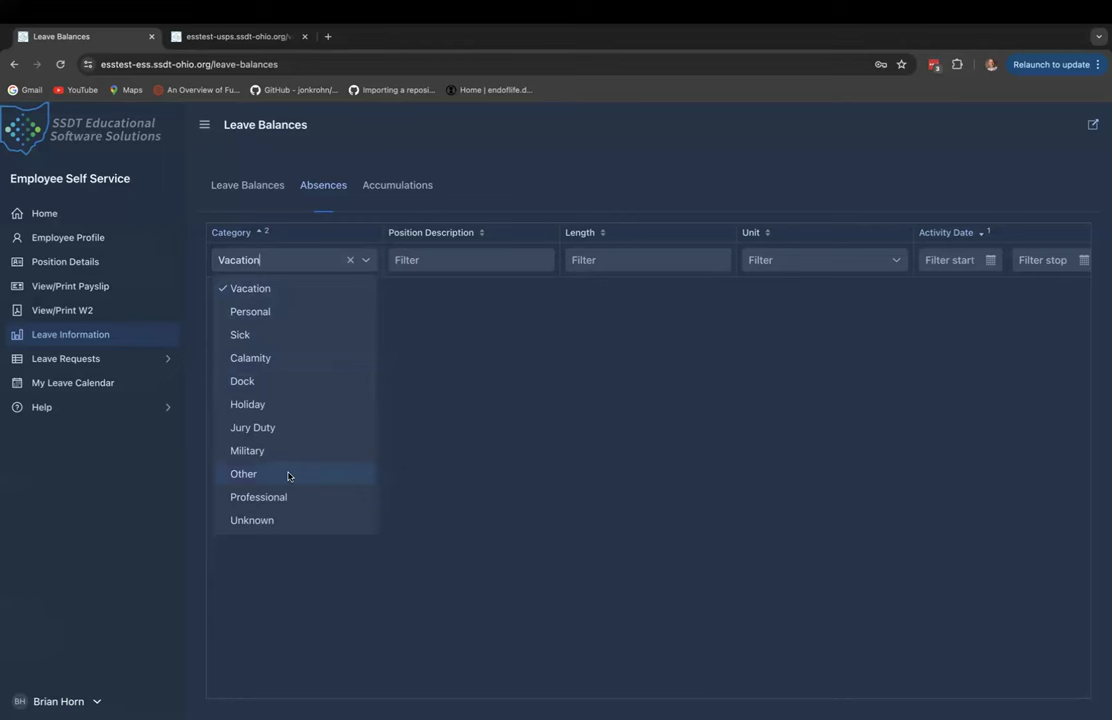 Leave Balances
esstest-usps.ssdt-ohio.org/
esstest-ess.ssdt-ohio.org/leave-balances
3
Relaunch to update
Gmail
YouTube
Maps
An Overview of Fu...
GitHub - jonkrohn/...
Importing a reposi...
Home | endoflife.d...
SSDT Educational
Software Solutions
Leave Balances
Employee Self Service
Home
Employee Profile
Position Details
View/Print Payslip
View/Print W2
Leave Information
Leave Requests
My Leave Calendar
Help
BH Brian Horn
Leave Balances Absences Accumulations
Category 2 Position Description Length Unit Activity Date 1
Vacation Filter Filter Filter Filter start Filter stop
Vacation
Personal
Sick
Calamity
Dock
Holiday
Jury Duty
Military
Other
Professional
Unknown